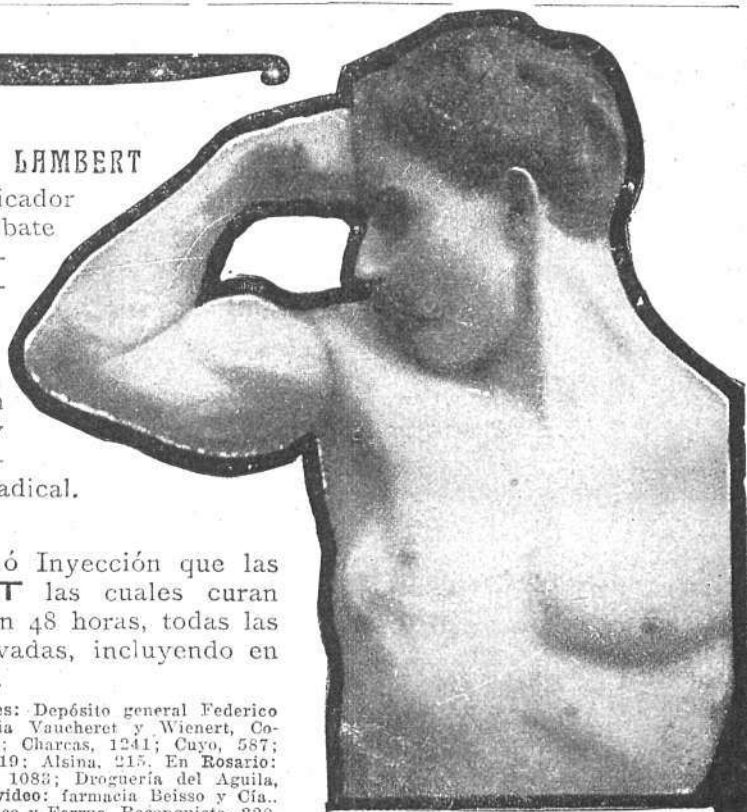 LAMBERT
icador
bate
-
-
adical.
ó Inyección que las
T las cuales curan
n 48 horas, todas las
vadas, incluyendo en
es: Depósito general Federico
ia Vaucheret y Wienert, Co-
; Charcas, 1241; Cuyo, 587;
19; Alsina, 215. En Rosario:
1083; Droguería del Aguila,
video: farmacia Beisso y Cía.,